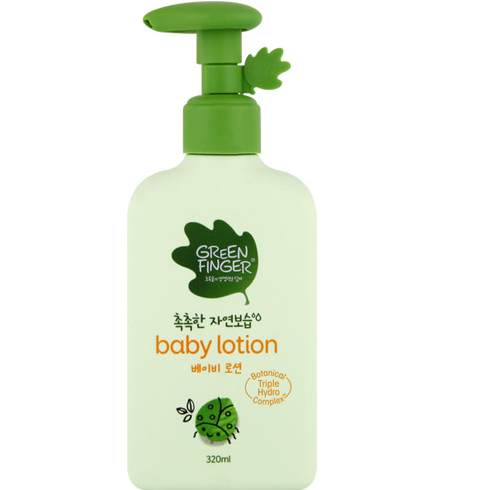 GREEN
FINGER®
촉촉한 자연보습
baby lotion
베이비 로션
Botanical
Triple
Hydro
Complex™
320ml